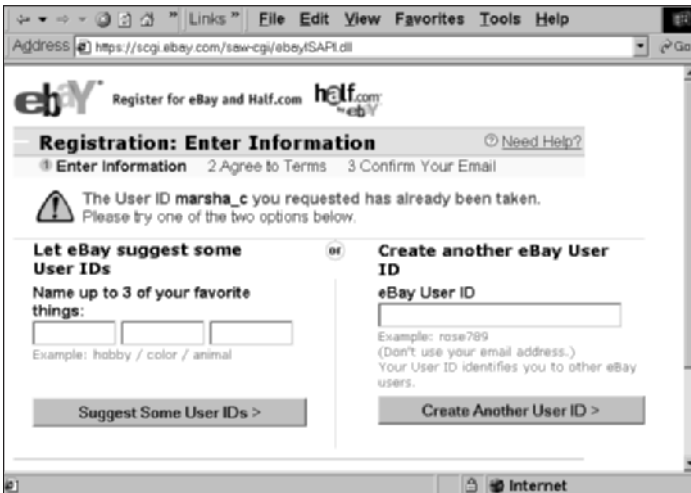 Links » File Edit View Favorites Tools Help
Address https://scgi.ebay.com/saw-cgi/ebayISAPI.dll Go
ebY Register for eBay and Half.com half.com
by ebY
Registration: Enter Information Need Help?
1 Enter Information 2 Agree to Terms 3 Confirm Your Email
The User ID marsha_c you requested has already been taken.
Please try one of the two options below.
Let eBay suggest some
User IDs
or
Create another eBay User
ID
Name up to 3 of your favorite
things:
Example: hobby / color / animal
Suggest Some User IDs >
eBay User ID
Example: rose789
(Don't use your email address.)
Your User ID identifies you to other eBay
users.
Create Another User ID >
Internet